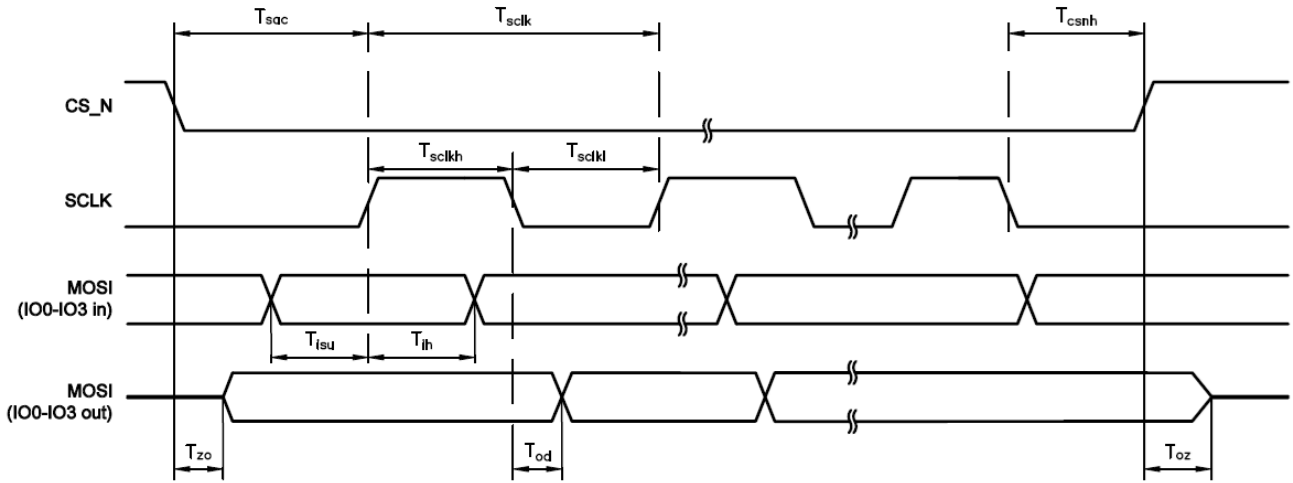 Tsac Tsclk Tcsnh
CS_N
Tsclkh Tsclkl
SCLK
MOSI
(IO0-IO3 in)
Tisu Tih
MOSI
(IO0-IO3 out)
Tzo Tod Toz